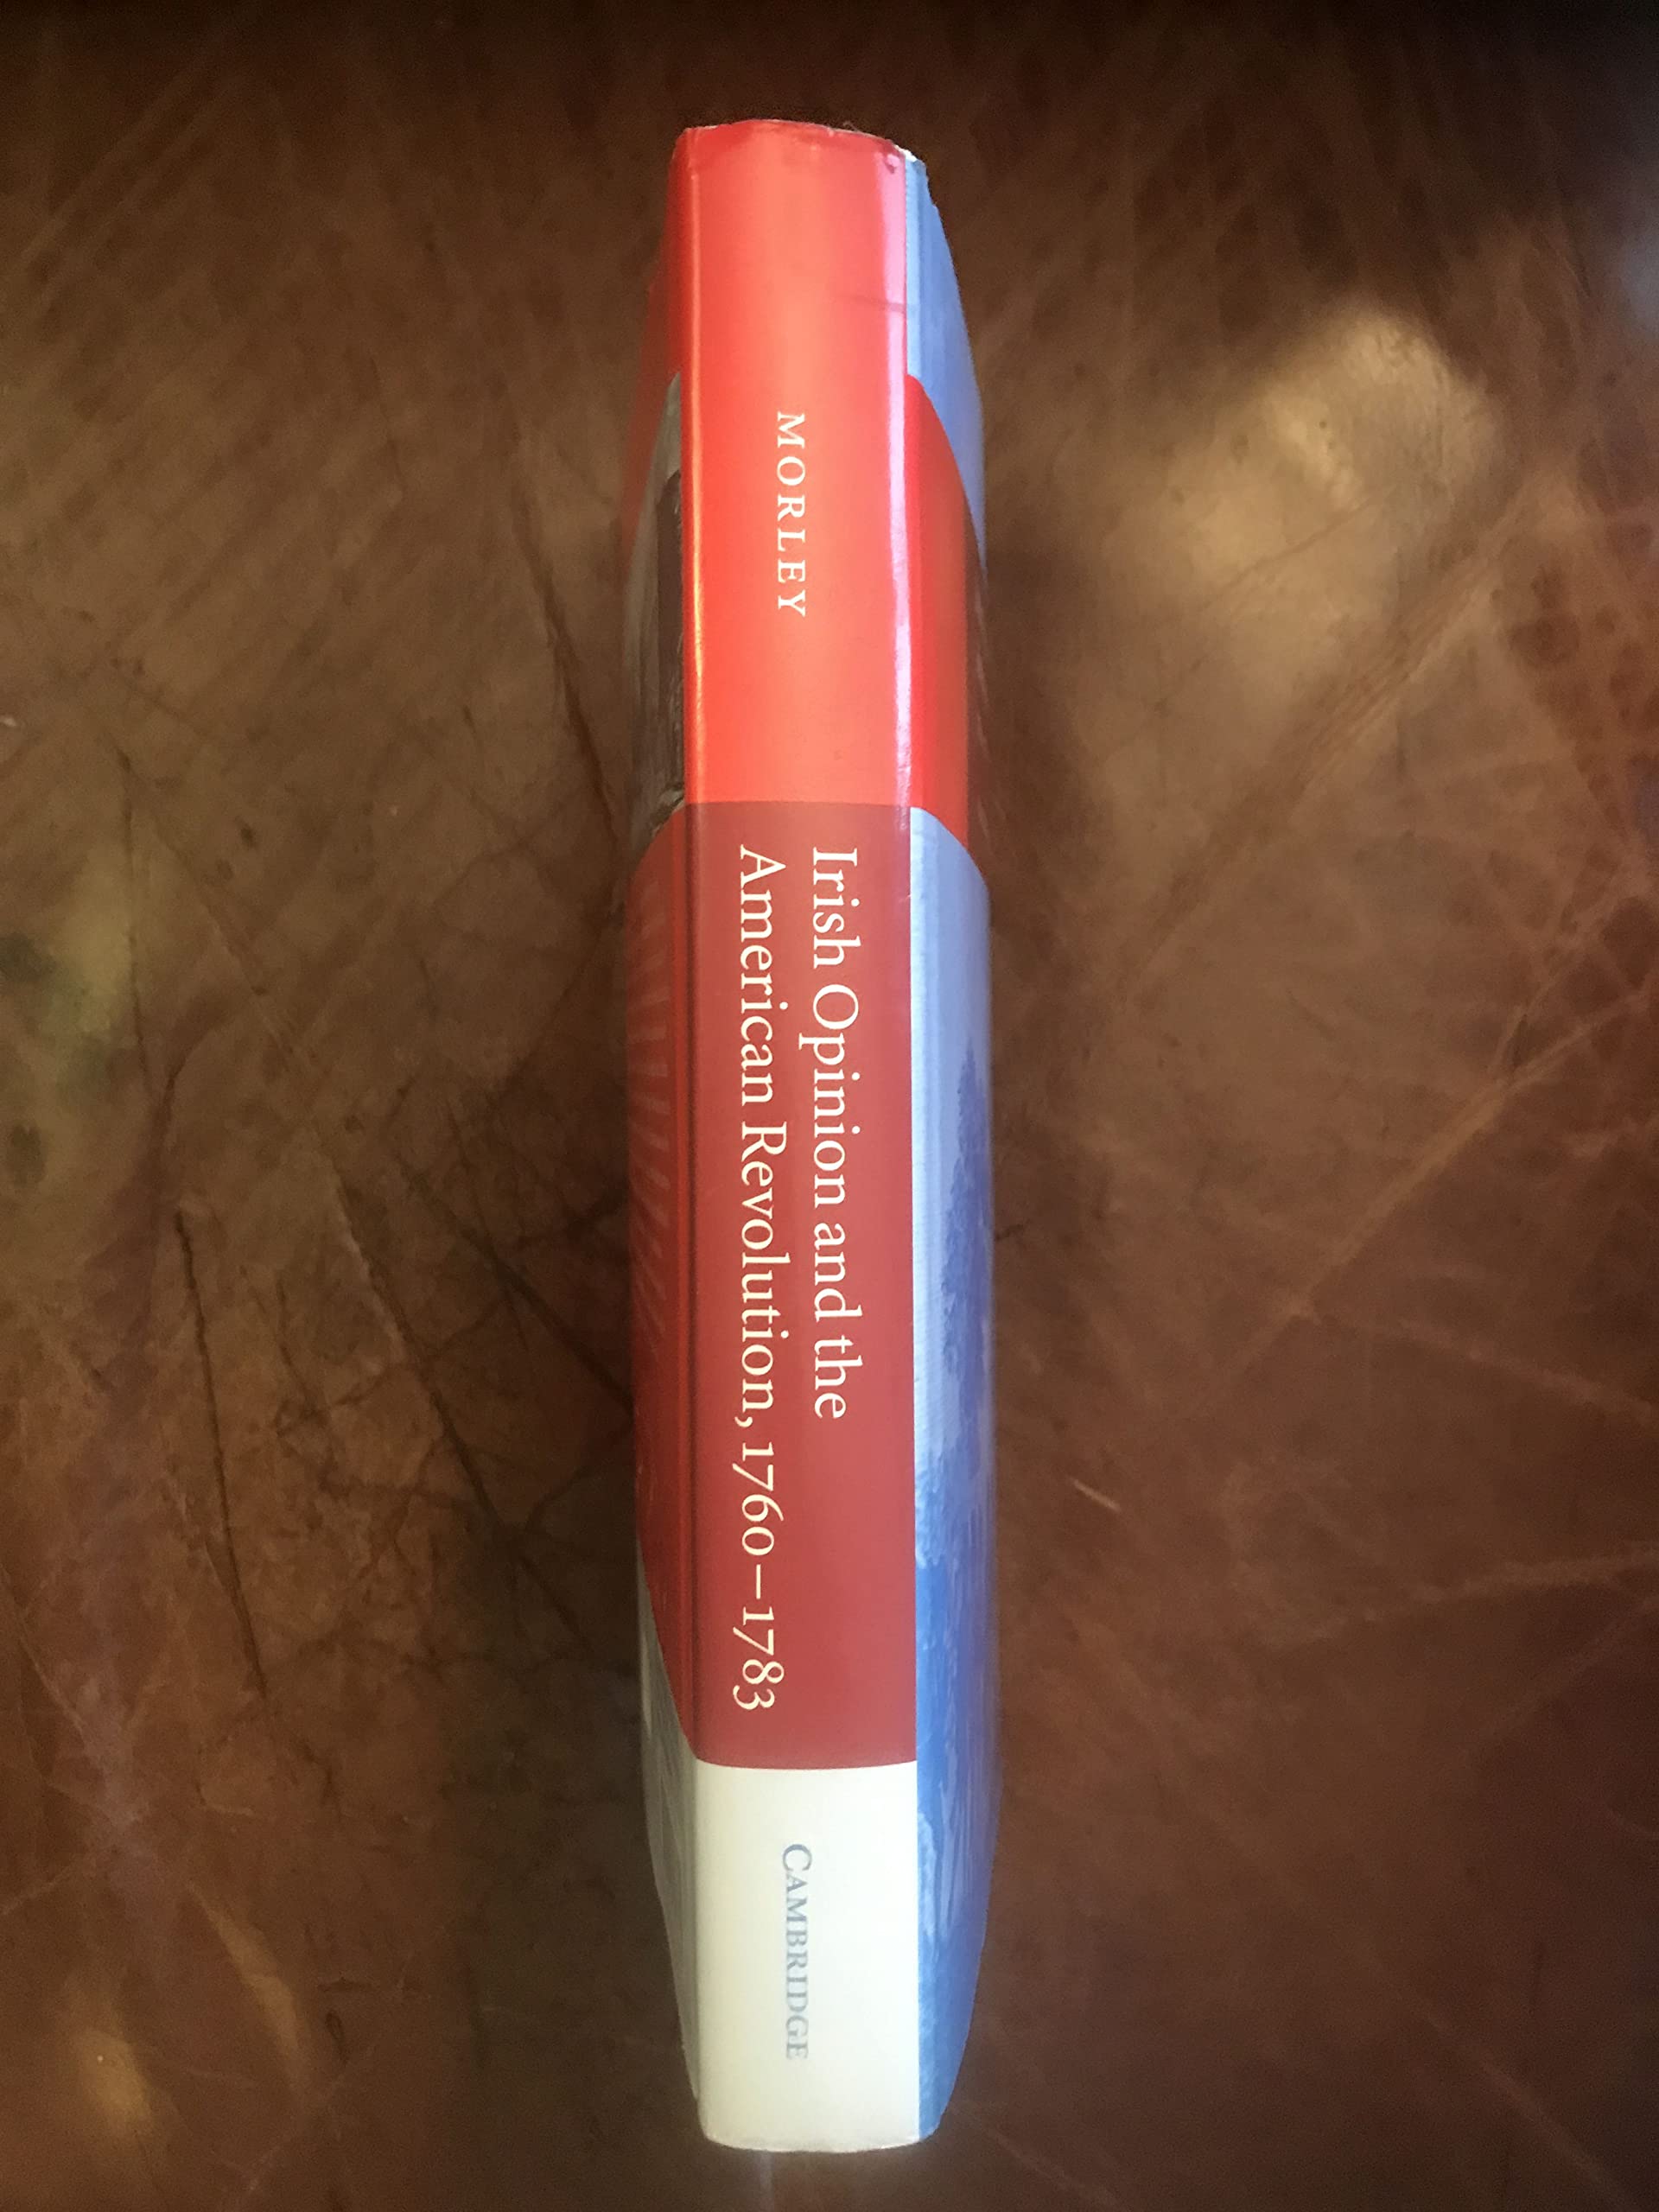 MORLEY
Irish Opinion and the
American Revolution, 1760–1783
CAMBRIDGE